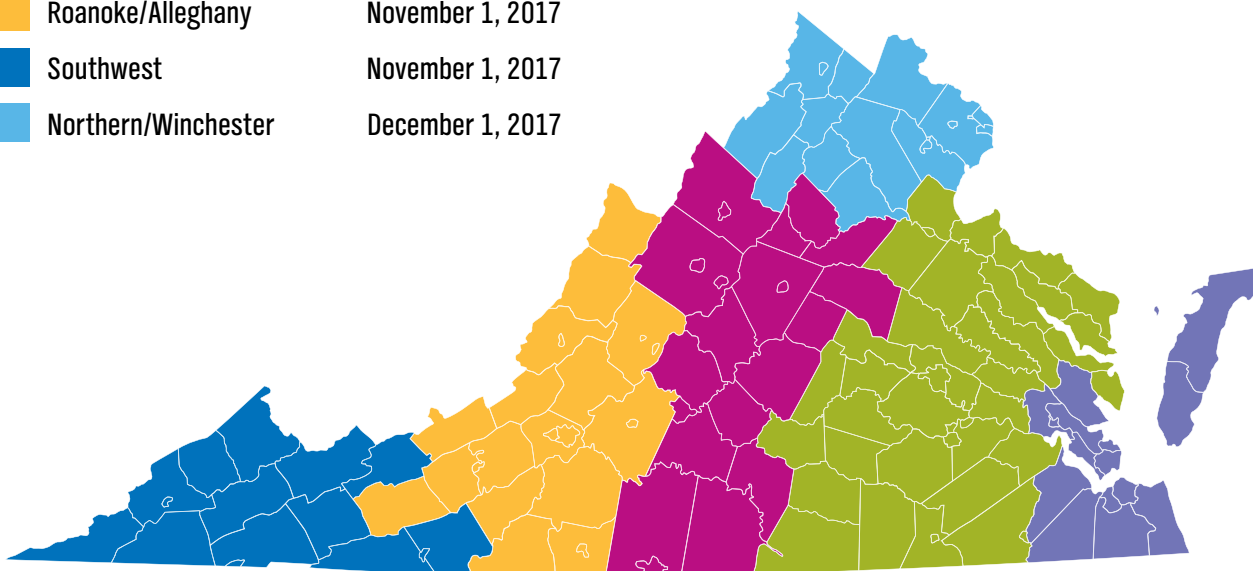 Roanoke/Alleghany November 1, 2017
Southwest November 1, 2017
Northern/Winchester December 1, 2017